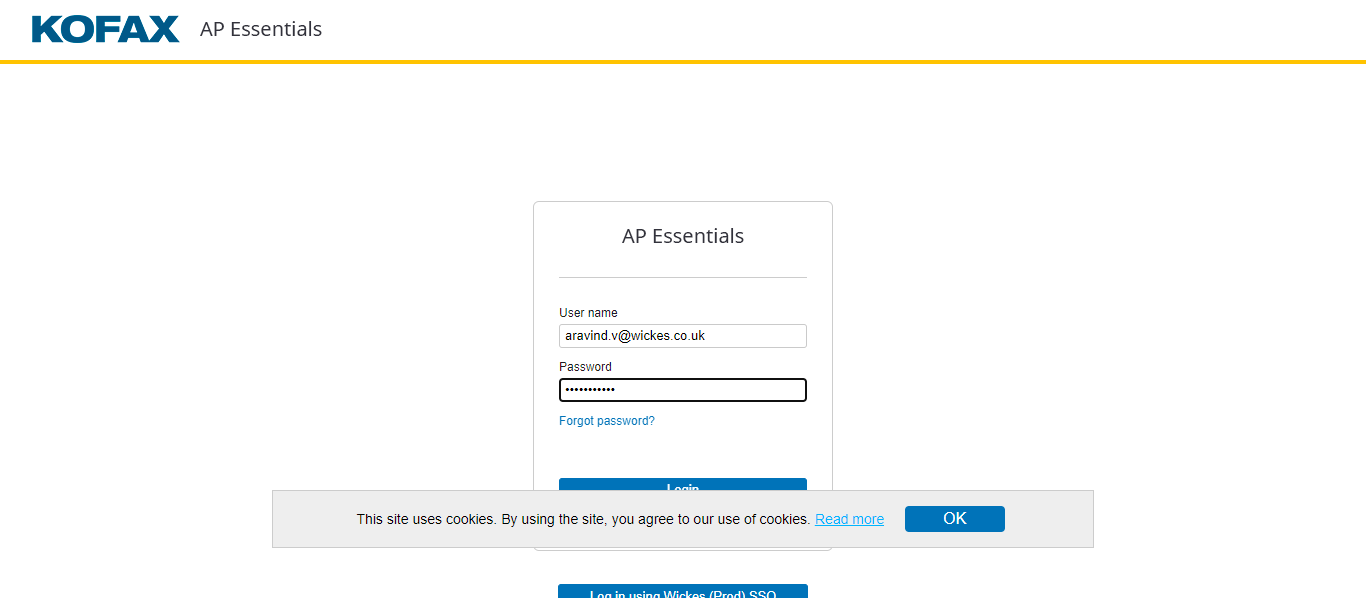 KOFAX AP Essentials
AP Essentials
User name
aravind.v@wickes.co.uk
Password
•••••••••••
Forgot password?
Login
This site uses cookies. By using the site, you agree to our use of cookies. Read more OK
Log in using Wickes (Prod) SSO